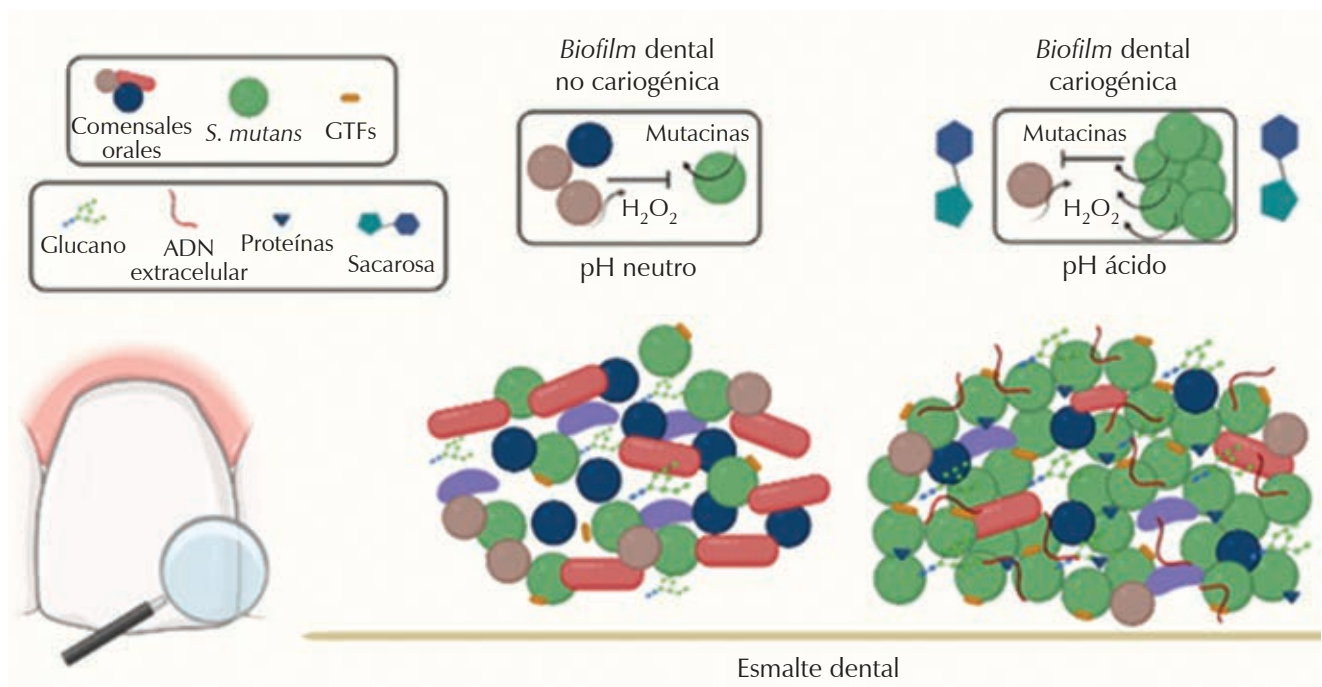 Comensales
orales
S. mutans
GTFs
Glucano
ADN
extracelular
Proteínas
Sacarosa
Biofilm dental
no cariogénica
Mutacinas
H2O2
pH neutro
Biofilm dental
cariogénica
Mutacinas
H2O2
pH ácido
Esmalte dental